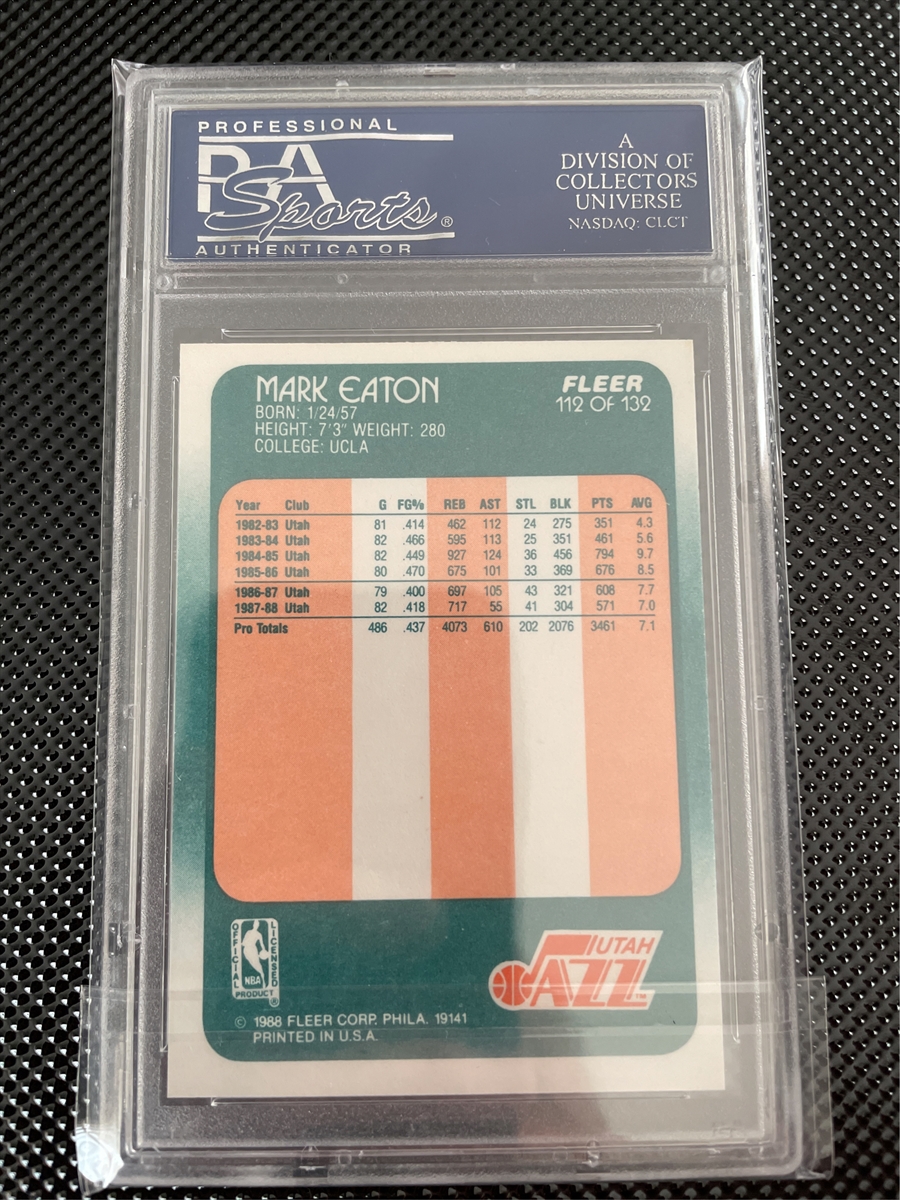 PROFESSIONAL
PSA
Sports®
AUTHENTICATOR
A
DIVISION OF
COLLECTORS
UNIVERSE
NASDAQ: CLCT
MARK EATON
BORN: 1/24/57
HEIGHT: 7'3" WEIGHT: 280
COLLEGE: UCLA
FLEER
112 OF 132
Year Club G FG% REB AST STL BLK PTS AVG
1982-83 Utah 81 .414 462 112 24 275 351 4.3
1983-84 Utah 82 .466 595 113 25 351 461 5.6
1984-85 Utah 82 .449 927 124 36 456 794 9.7
1985-86 Utah 80 .470 675 101 33 369 676 8.5
1986-87 Utah 79 .400 697 105 43 321 608 7.7
1987-88 Utah 82 .418 717 55 41 304 571 7.0
Pro Totals 486 .437 4073 610 202 2076 3461 7.1
OFFICIAL LICENSED
NBA
PRODUCT ®
UTAH
JAZZ™
© 1988 FLEER CORP. PHILA. 19141
PRINTED IN U.S.A.